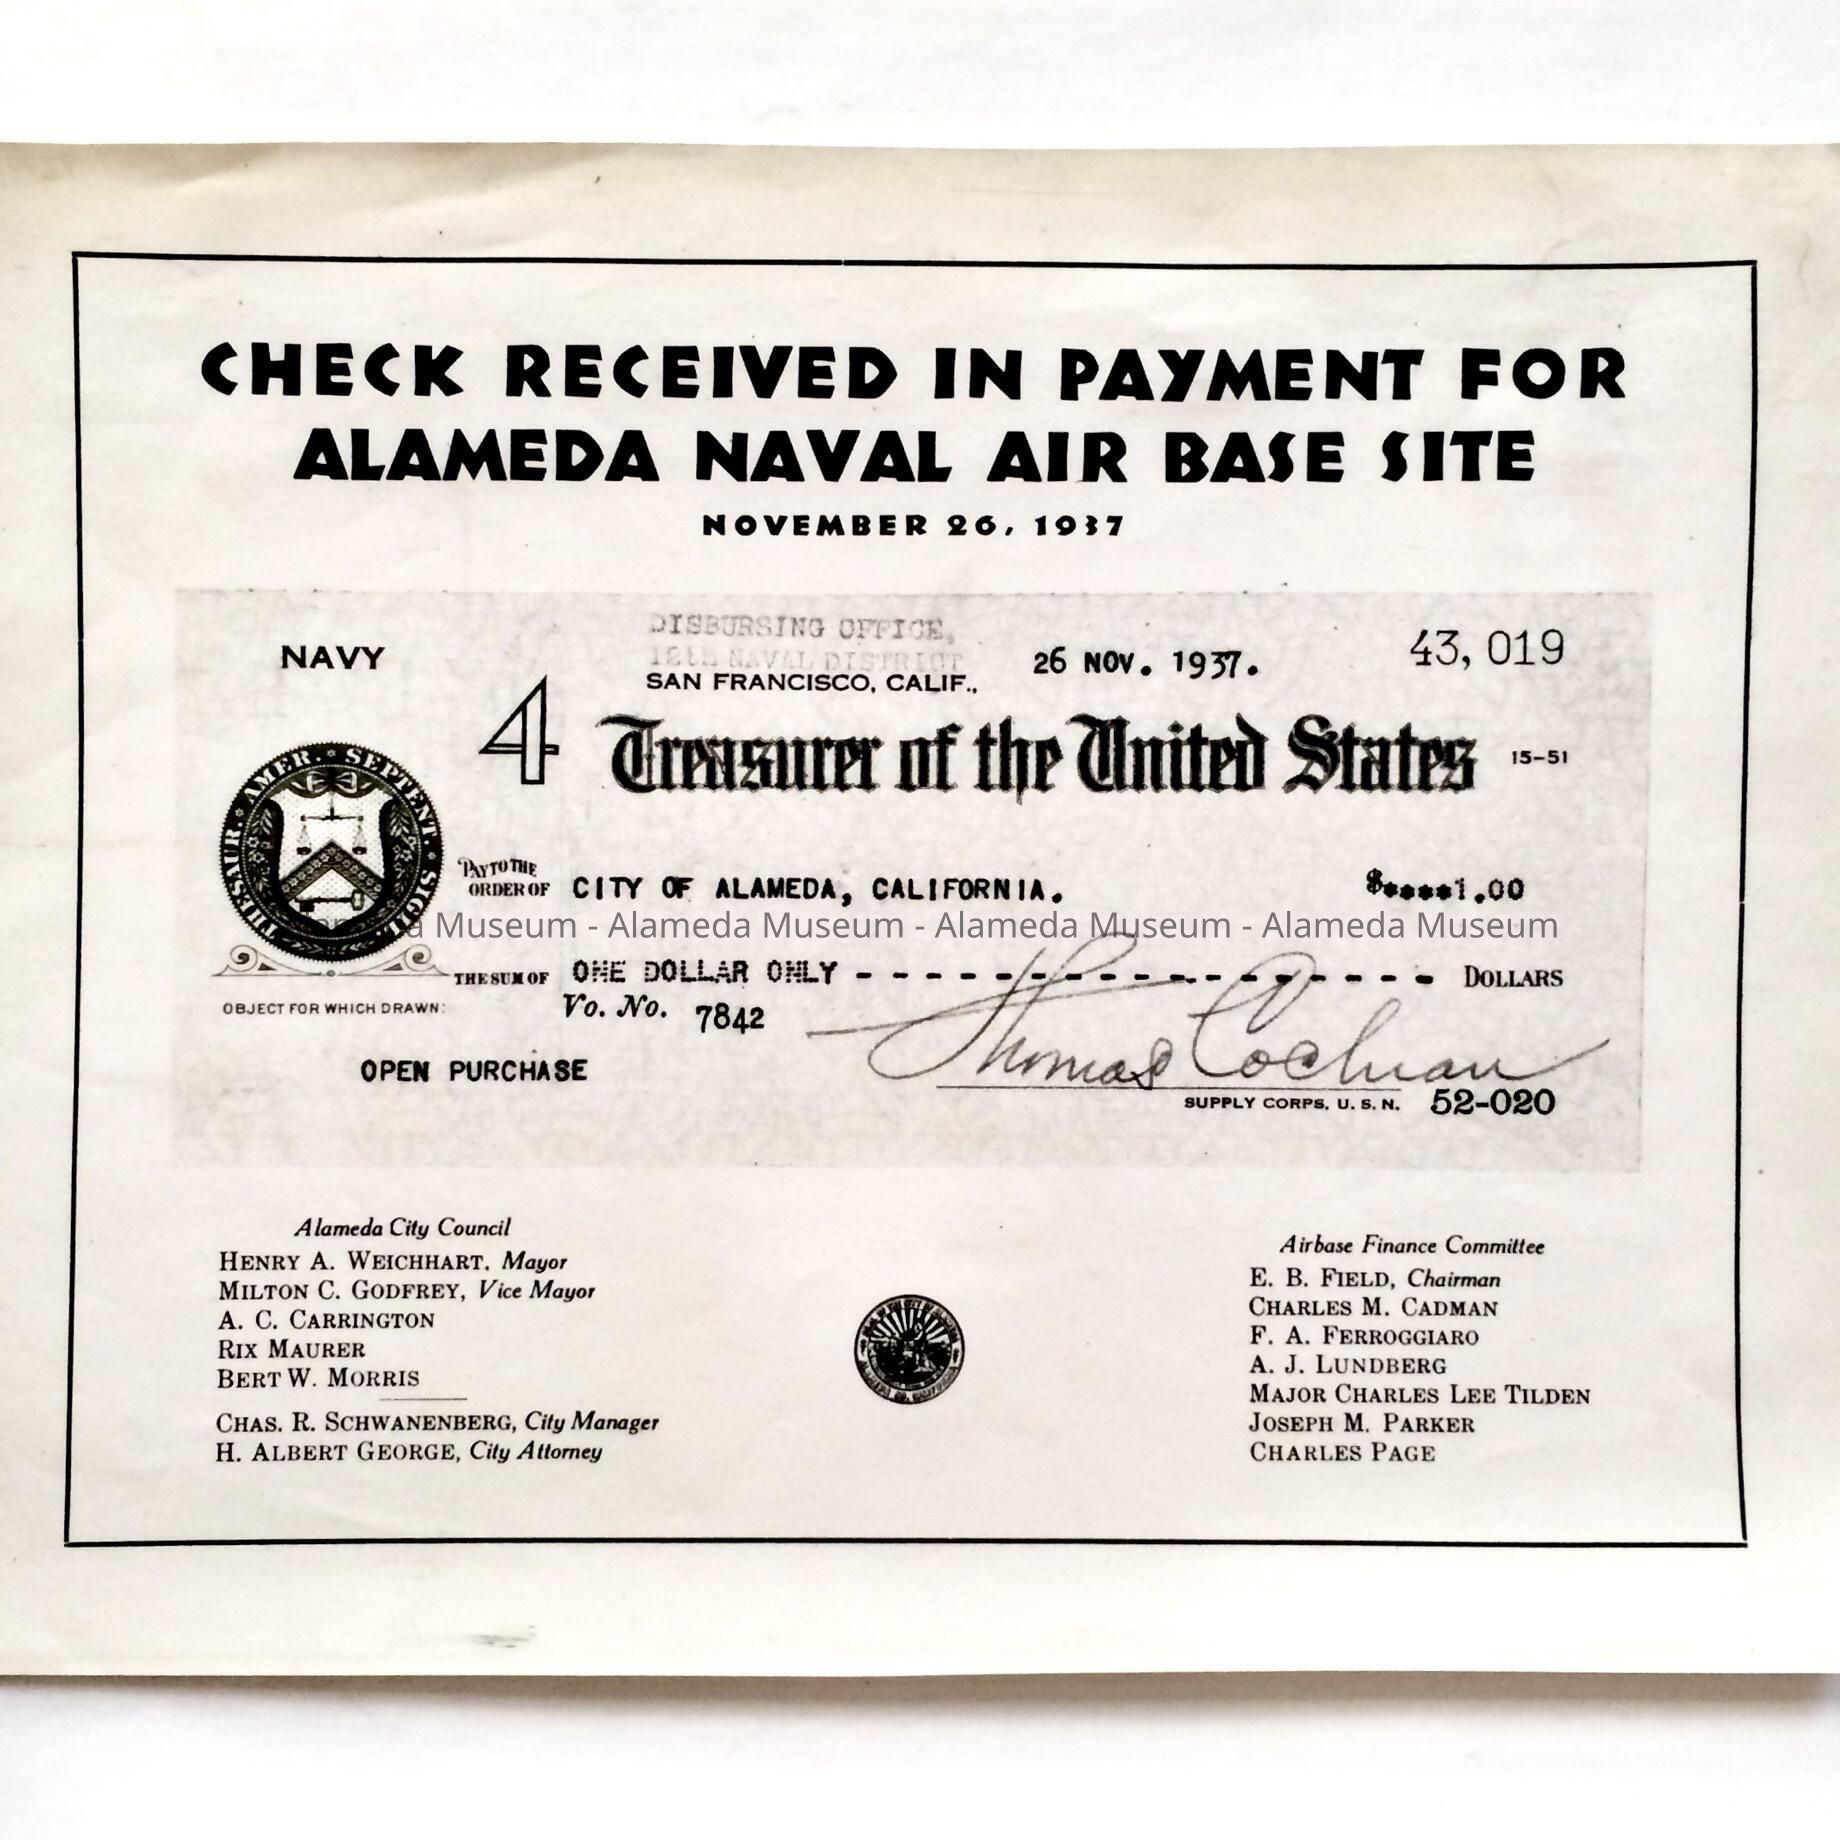 CHECK RECEIVED IN PAYMENT FOR
ALAMEDA NAVAL AIR BASE SITE
NOVEMBER 26, 1937
NAVY
DISBURSING OFFICE,
12th NAVAL DISTRICT
SAN FRANCISCO, CALIF.,
26 NOV. 1937.
43,019
4
Treasurer of the United States
15-51
THESAUR. AMER. SEPTENT. SIGIL.
PAY TO THE
ORDER OF CITY OF ALAMEDA, CALIFORNIA. $****1.00
Museum - Alameda Museum - Alameda Museum - Alameda Museum
THE SUM OF ONE DOLLAR ONLY - - - - - - - - - - - - - - - - - DOLLARS
OBJECT FOR WHICH DRAWN: Vo. No. 7842
OPEN PURCHASE
Thomas Cochran
SUPPLY CORPS, U. S. N. 52-020
Alameda City Council
HENRY A. WEICHHART, Mayor
MILTON C. GODFREY, Vice Mayor
A. C. CARRINGTON
RIX MAURER
BERT W. MORRIS
CHAS. R. SCHWANENBERG, City Manager
H. ALBERT GEORGE, City Attorney
Airbase Finance Committee
E. B. FIELD, Chairman
CHARLES M. CADMAN
F. A. FERROGGIARO
A. J. LUNDBERG
MAJOR CHARLES LEE TILDEN
JOSEPH M. PARKER
CHARLES PAGE